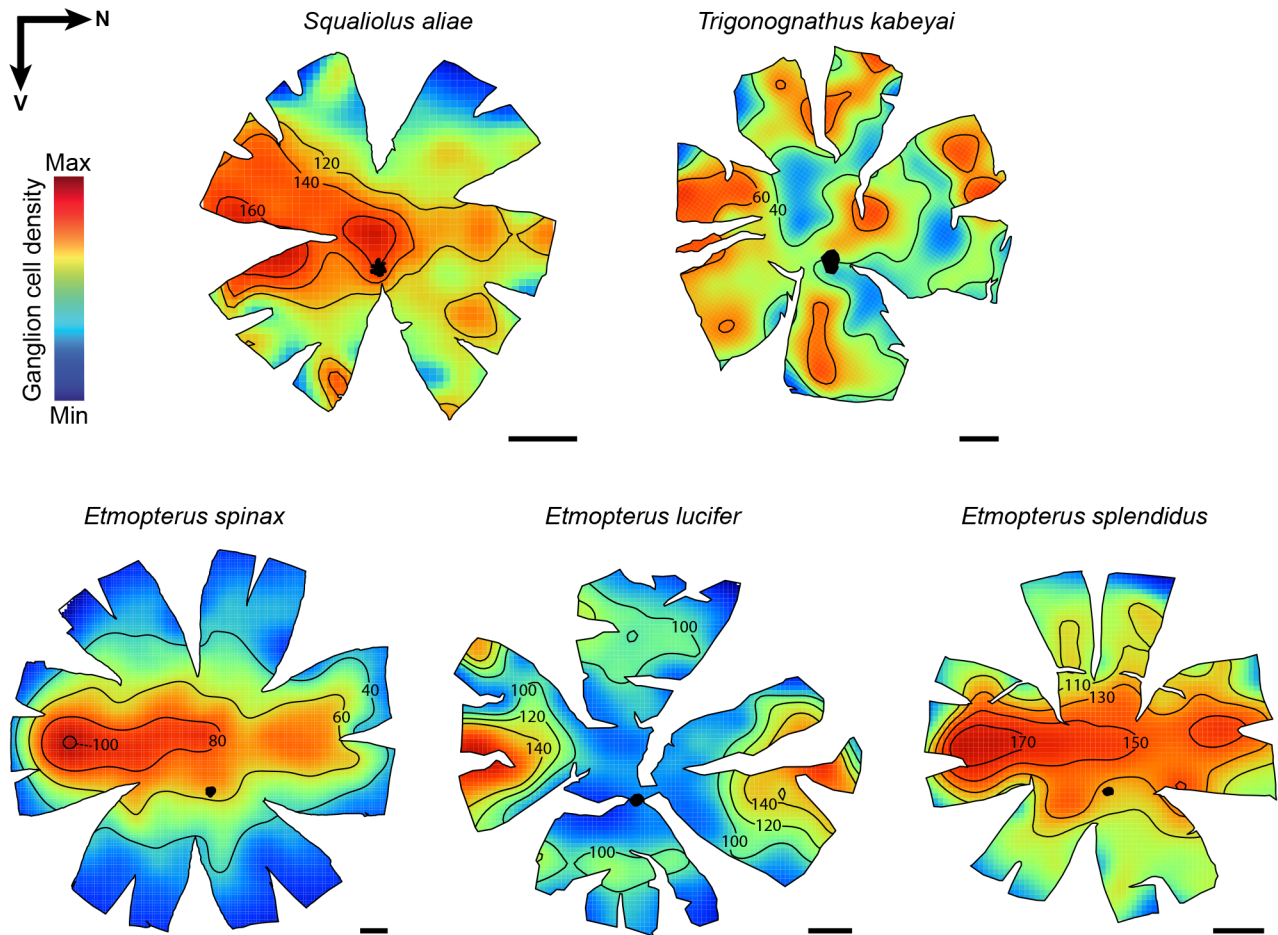 N
V
Squaliolus aliae
Trigonognathus kabeyai
Max
Ganglion cell density
Min
120
140
160
60
40
Etmopterus spinax
Etmopterus lucifer
Etmopterus splendidus
40
60
80
100
100
100
120
140
140
120
100
100
110
130
150
170